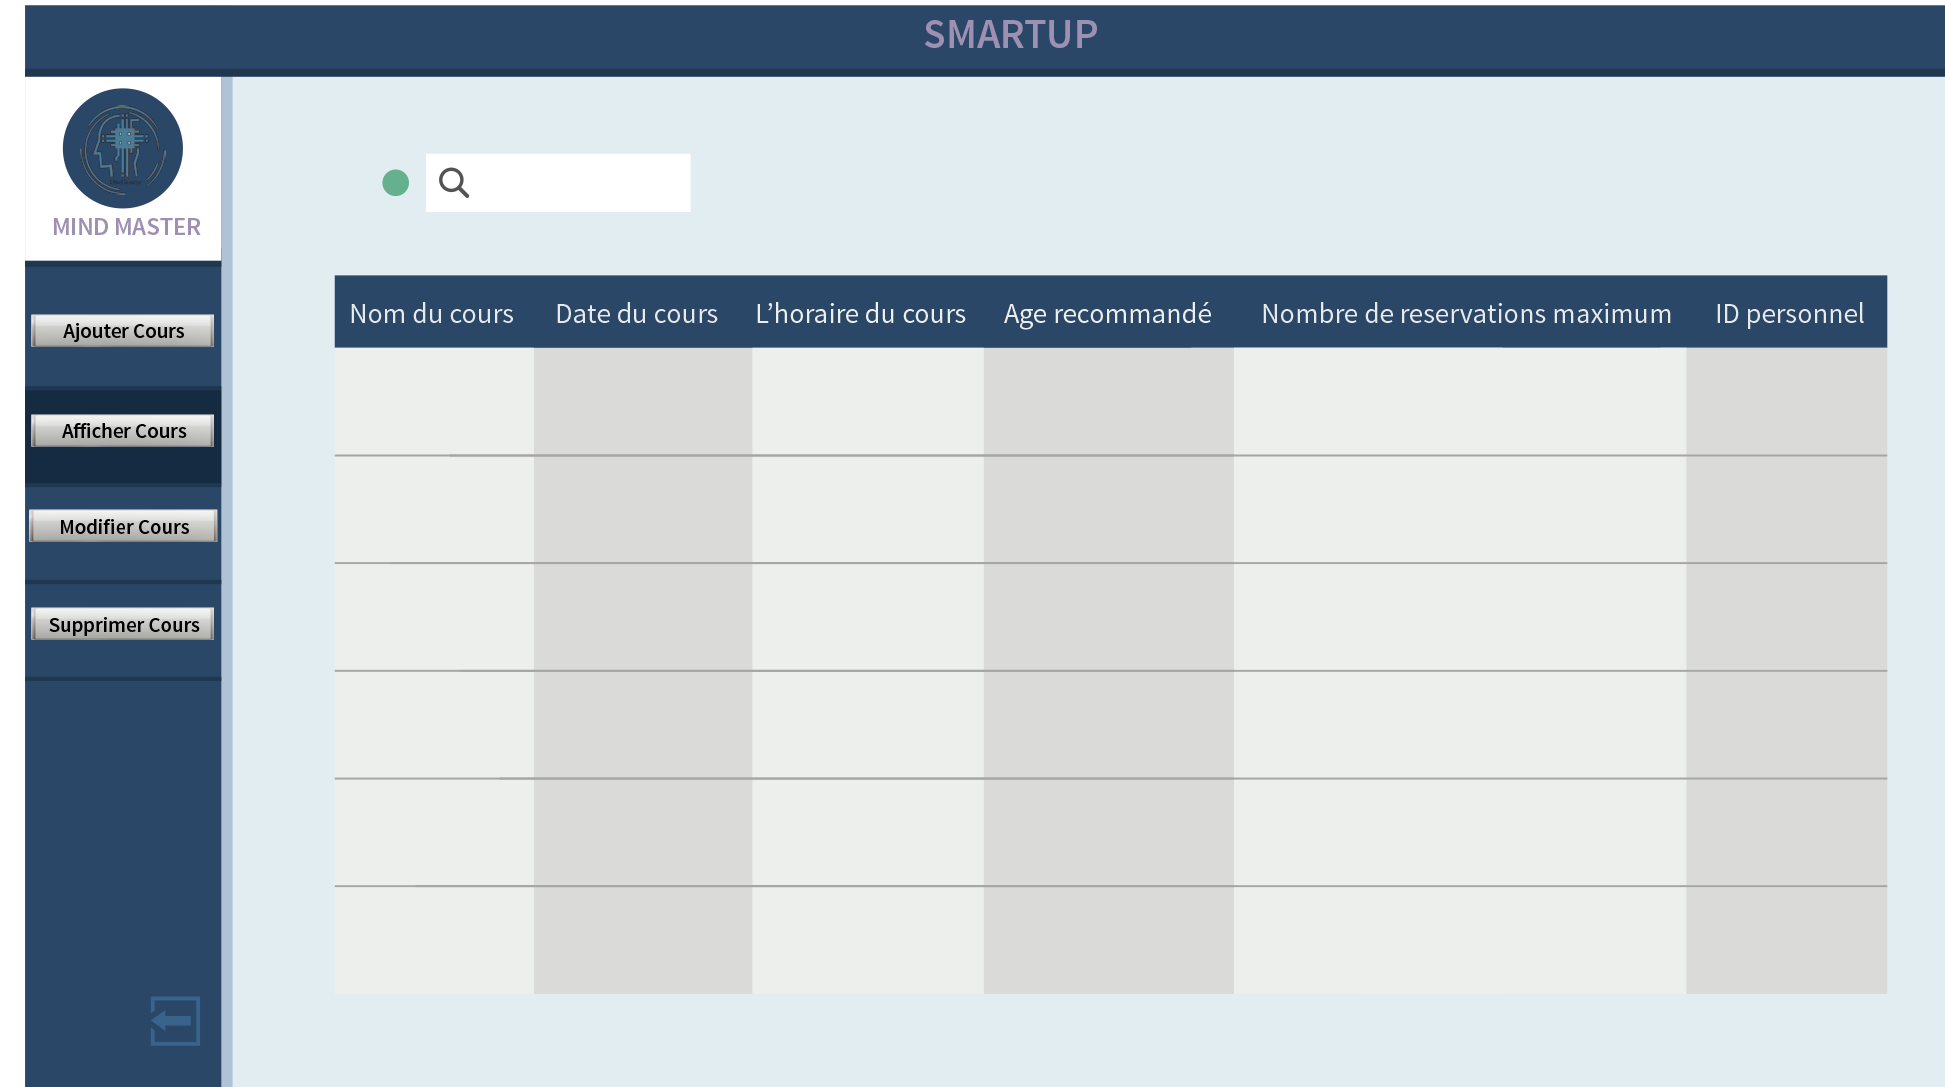 SMARTUP
MIND MASTER
Ajouter Cours
Afficher Cours
Modifier Cours
Supprimer Cours
Nom du cours Date du cours L’horaire du cours Age recommandé Nombre de reservations maximum ID personnel